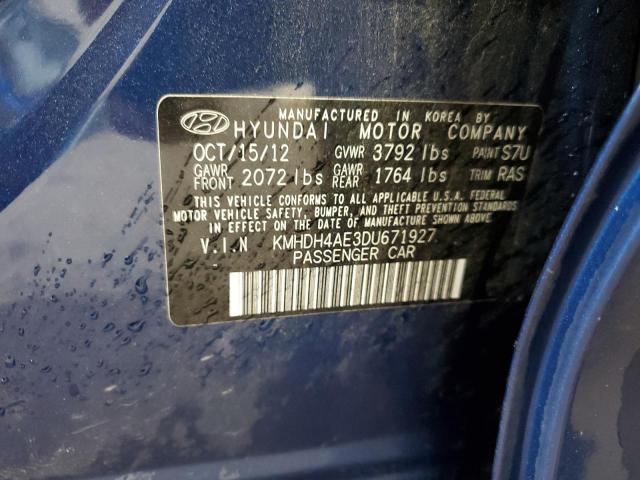 MANUFACTURED IN KOREA BY
HYUNDAI MOTOR COMPANY
OCT/15/12 GVWR 3792 lbs PAINT S7U
GAWR FRONT 2072 lbs GAWR REAR 1764 lbs TRIM RAS
THIS VEHICLE CONFORMS TO ALL APPLICABLE U.S.A. FEDERAL
MOTOR VEHICLE SAFETY, BUMPER, AND THEFT PREVENTION STANDARDS
IN EFFECT ON THE DATE OF MANUFACTURE SHOWN ABOVE.
V.I.N KMHDH4AE3DU671927
PASSENGER CAR